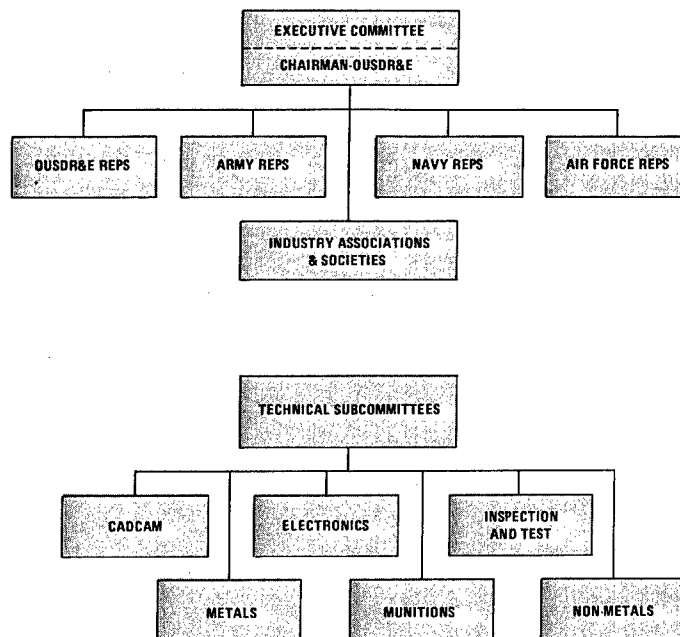 EXECUTIVE COMMITTEE
CHAIRMAN-OUSDR&E
OUSDR&E REPS
ARMY REPS
NAVY REPS
AIR FORCE REPS
INDUSTRY ASSOCIATIONS
& SOCIETIES
TECHNICAL SUBCOMMITTEES
CADCAM
ELECTRONICS
INSPECTION
AND TEST
METALS
MUNITIONS
NON-METALS